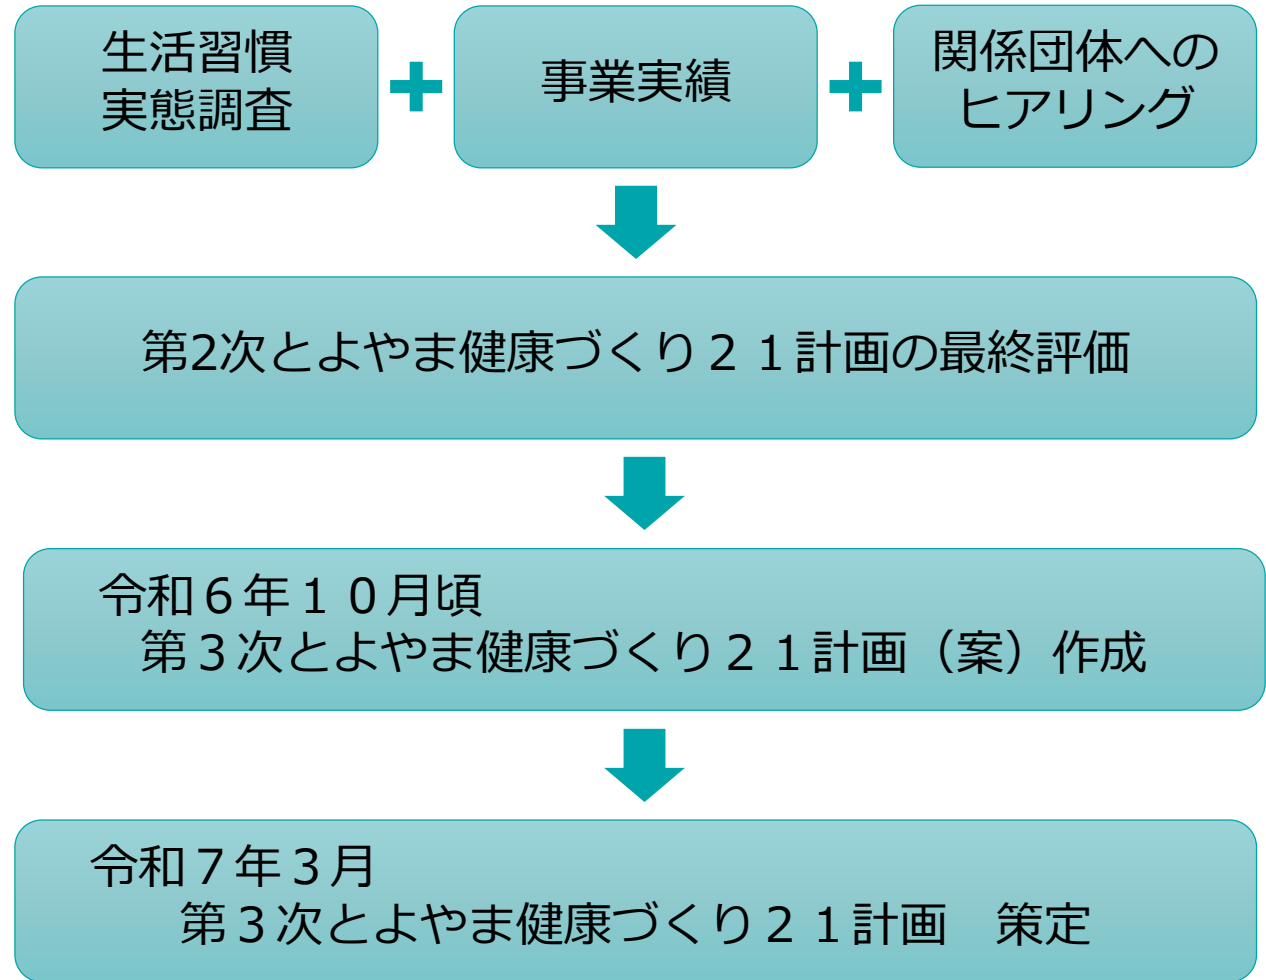 生活習慣
実態調査
事業実績
関係団体への
ヒアリング
第2次とよやま健康づくり２１計画の最終評価
令和６年１０月頃
第３次とよやま健康づくり２１計画（案）作成
令和７年３月
第３次とよやま健康づくり２１計画　策定